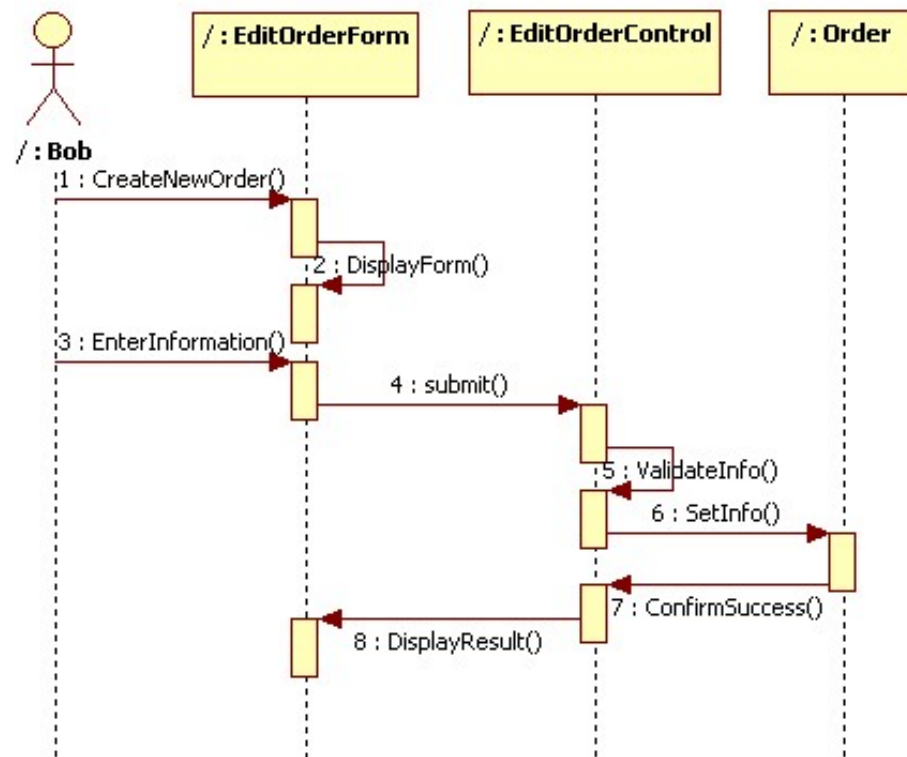 / : EditOrderForm
/ : EditOrderControl
/ : Order
/ : Bob
1 : CreateNewOrder()
2 : DisplayForm()
3 : EnterInformation()
4 : submit()
5 : ValidateInfo()
6 : SetInfo()
7 : ConfirmSuccess()
8 : DisplayResult()